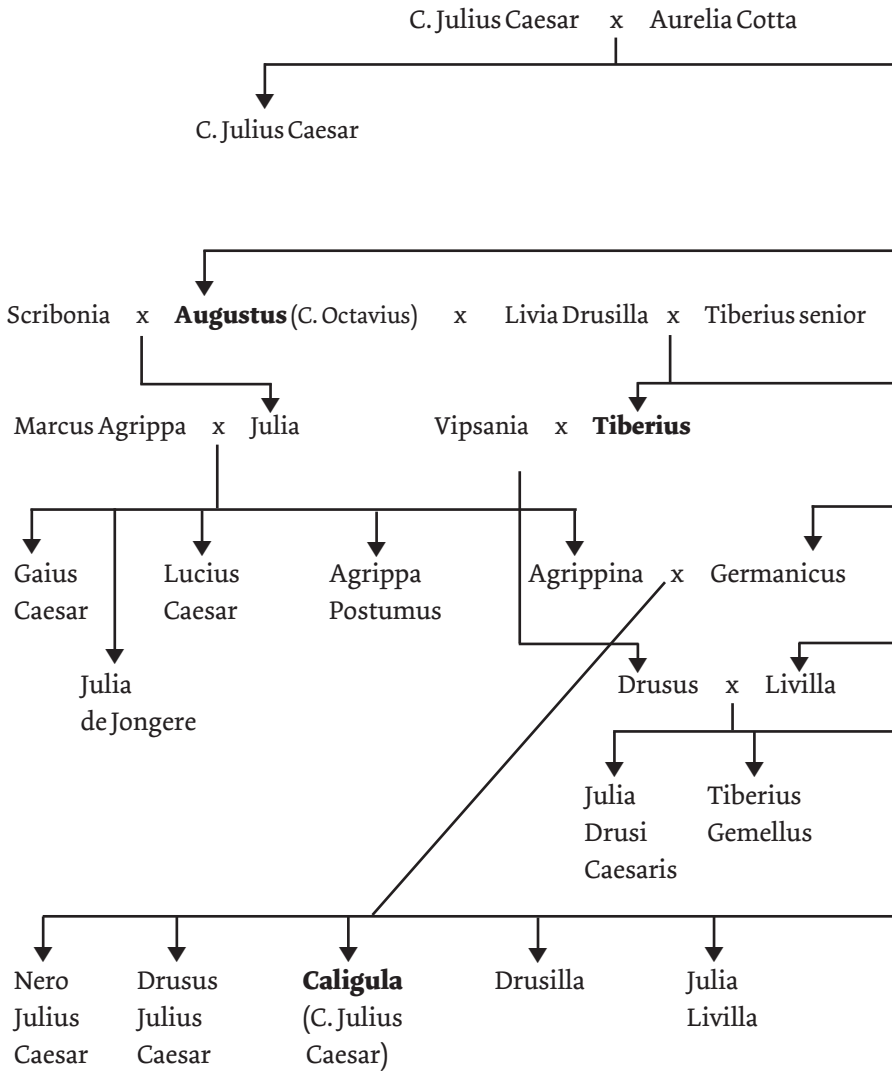 C. Julius Caesar x Aurelia Cotta
C. Julius Caesar
Scribonia x Augustus (C. Octavius) x Livia Drusilla x Tiberius senior
Marcus Agrippa x Julia Vipsania x Tiberius
Gaius Lucius Agrippa Agrippina x Germanicus
Caesar Caesar Postumus
Julia Drusus x Livilla
de Jongere
Julia Tiberius
Drusi Gemellus
Caesaris
Nero Drusus Caligula Drusilla Julia
Julius Julius (C. Julius Livilla
Caesar Caesar Caesar)